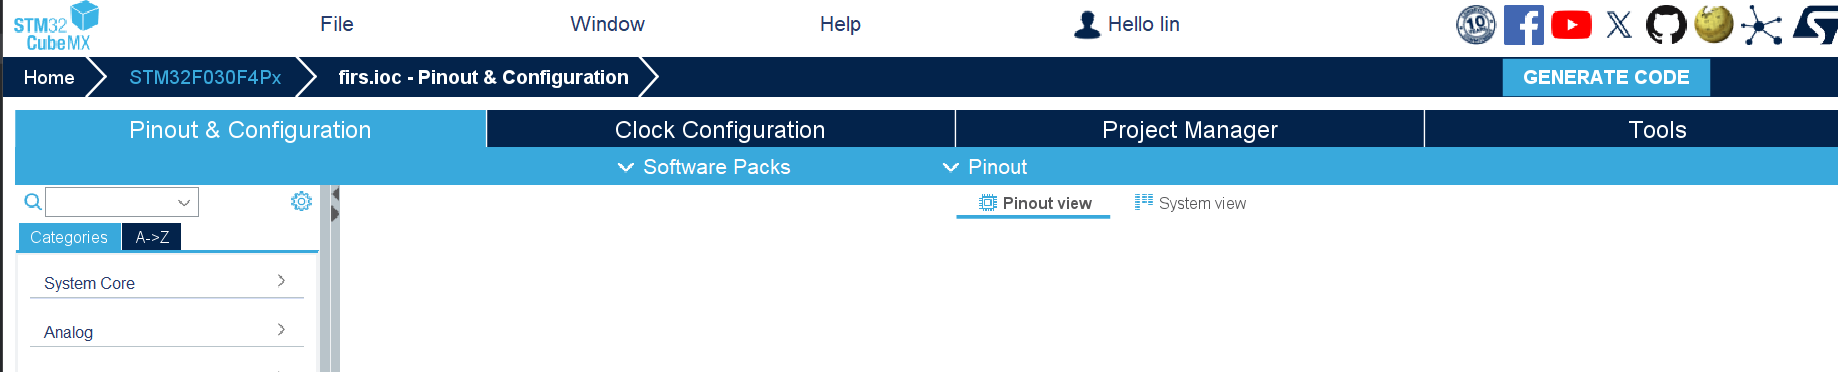 STM32
CubeMX
File Window Help Hello lin
10
Home STM32F030F4Px firs.ioc - Pinout & Configuration GENERATE CODE
Pinout & Configuration Clock Configuration Project Manager Tools
Software Packs Pinout
Pinout view System view
Categories A->Z
System Core
Analog